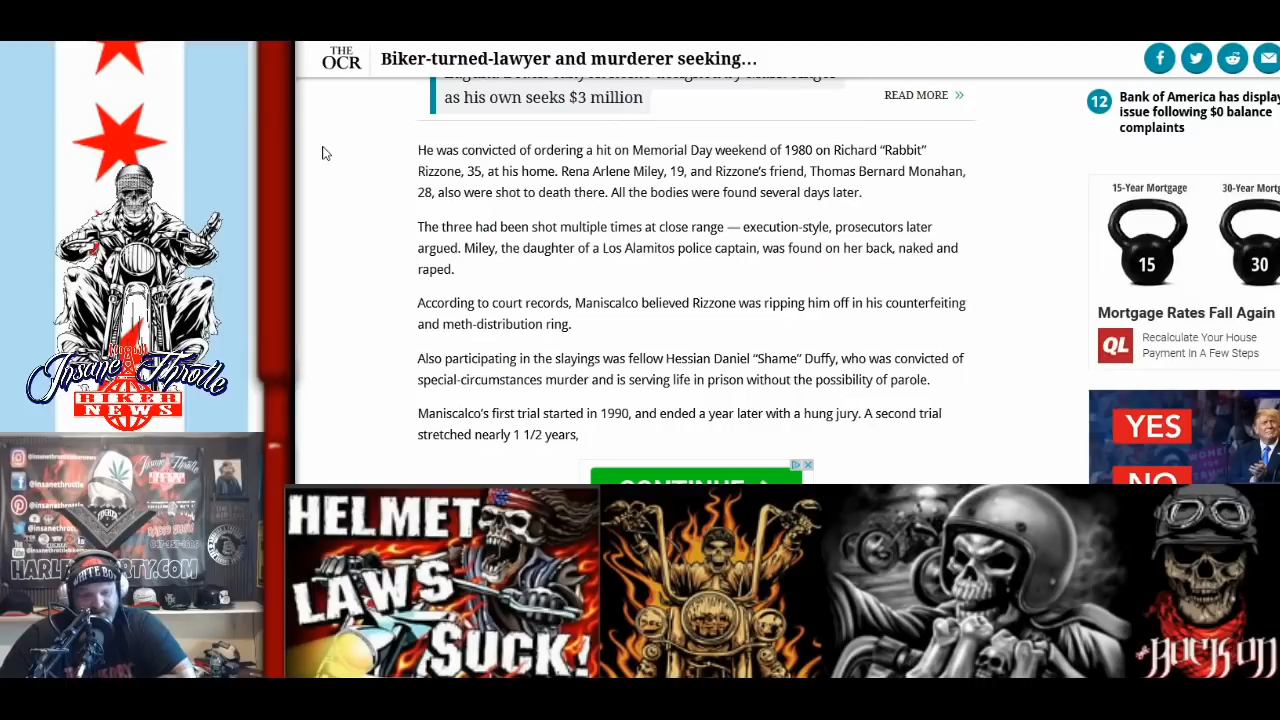 THE
OCR
Biker-turned-lawyer and murderer seeking…
as his own seeks $3 million
READ MORE »
He was convicted of ordering a hit on Memorial Day weekend of 1980 on Richard “Rabbit”
Rizzone, 35, at his home. Rena Arlene Miley, 19, and Rizzone’s friend, Thomas Bernard Monahan,
28, also were shot to death there. All the bodies were found several days later.
The three had been shot multiple times at close range — execution-style, prosecutors later
argued. Miley, the daughter of a Los Alamitos police captain, was found on her back, naked and
raped.
According to court records, Maniscalco believed Rizzone was ripping him off in his counterfeiting
and meth-distribution ring.
Also participating in the slayings was fellow Hessian Daniel “Shame” Duffy, who was convicted of
special-circumstances murder and is serving life in prison without the possibility of parole.
Maniscalco’s first trial started in 1990, and ended a year later with a hung jury. A second trial
stretched nearly 1 1/2 years,
CONTINUE
12
Bank of America has display
issue following $0 balance
complaints
15-Year Mortgage
30-Year Mort
15
30
Mortgage Rates Fall Again
QL
Recalculate Your House
Payment In A Few Steps
YES
NO
Insane Throttle
BIKER
NEWS
@insanethrottle
HARLEY
RTY.COM
WHITE BOY
HELMET
LAWS
SUCK!
ROCK ON